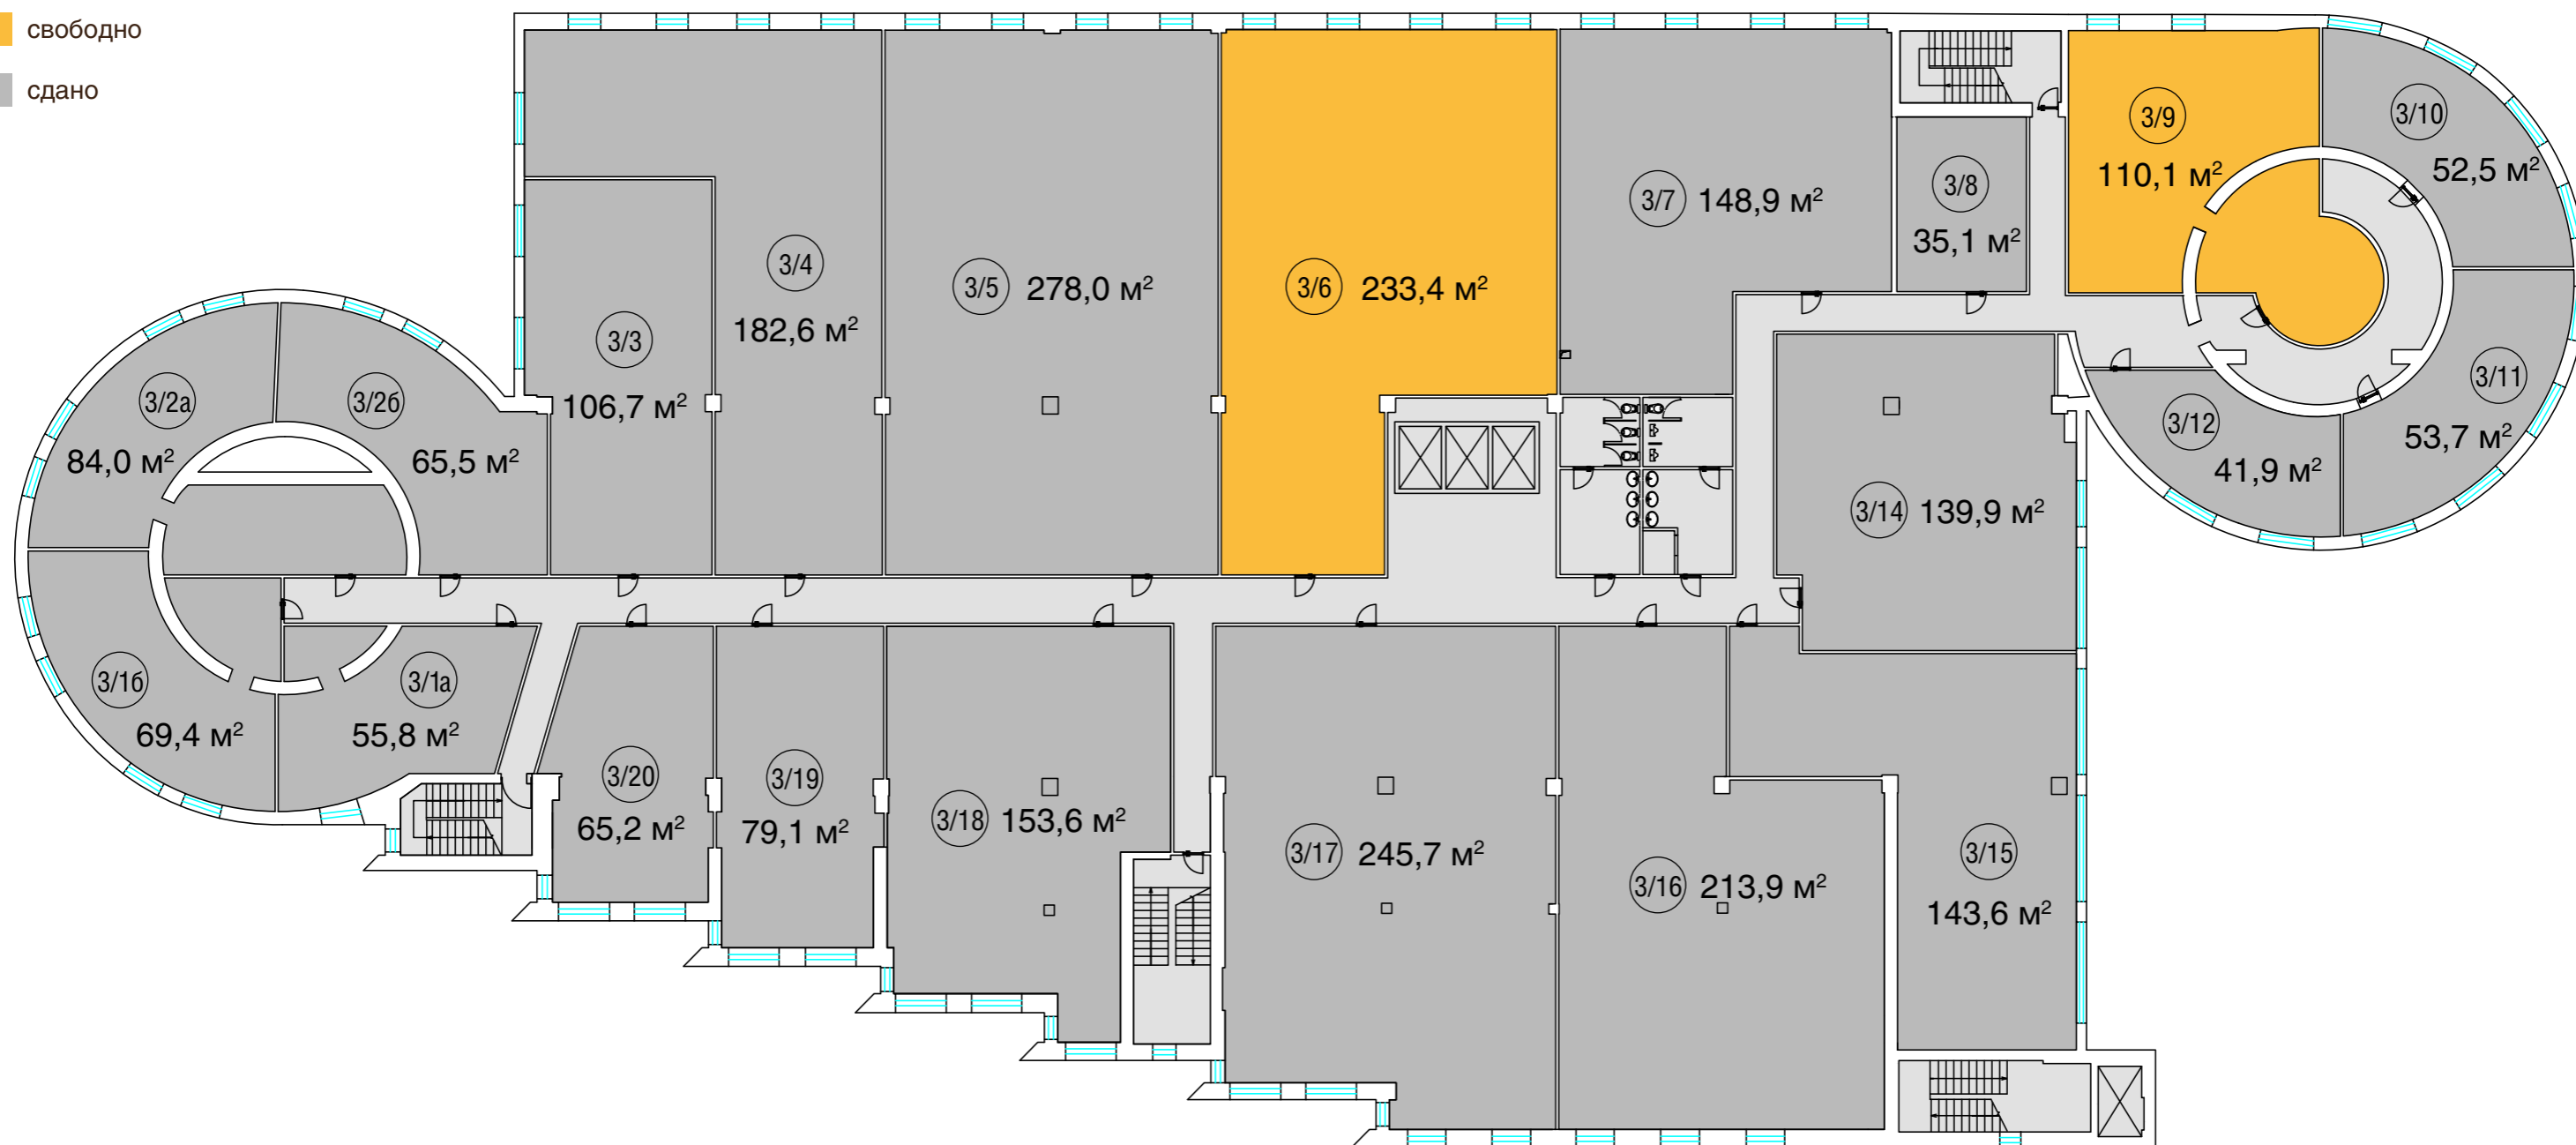 свободно
сдано
3/9
110,1 м²
3/10
52,5 м²
3/8
35,1 м²
3/7 148,9 м²
3/4
182,6 м²
3/5 278,0 м²
3/6 233,4 м²
3/3
106,7 м²
3/2а
84,0 м²
3/2б
65,5 м²
3/11
53,7 м²
3/12
41,9 м²
3/14 139,9 м²
3/1б
69,4 м²
3/1а
55,8 м²
3/20
65,2 м²
3/19
79,1 м²
3/18 153,6 м²
3/17 245,7 м²
3/16 213,9 м²
3/15
143,6 м²